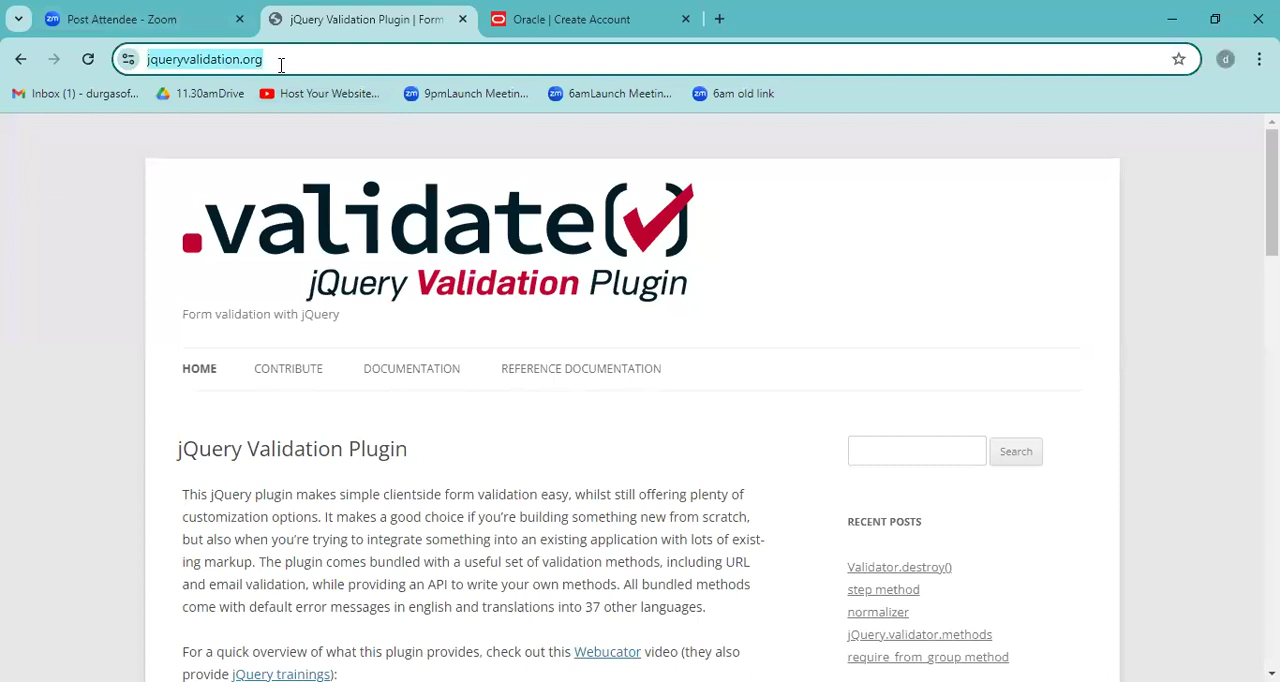 Post Attendee - Zoom
jQuery Validation Plugin | Form
Oracle | Create Account
jqueryvalidation.org
d
Inbox (1) - durgasof...
11.30amDrive
Host Your Website...
zm 9pmLaunch Meetin...
zm 6amLaunch Meetin...
zm 6am old link
.validate()
jQuery Validation Plugin
Form validation with jQuery
HOME
CONTRIBUTE
DOCUMENTATION
REFERENCE DOCUMENTATION
jQuery Validation Plugin
This jQuery plugin makes simple clientside form validation easy, whilst still offering plenty of
customization options. It makes a good choice if you’re building something new from scratch,
but also when you’re trying to integrate something into an existing application with lots of exist-
ing markup. The plugin comes bundled with a useful set of validation methods, including URL
and email validation, while providing an API to write your own methods. All bundled methods
come with default error messages in english and translations into 37 other languages.
For a quick overview of what this plugin provides, check out this Webucator video (they also
provide jQuery trainings):
Search
RECENT POSTS
Validator.destroy()
step method
normalizer
jQuery.validator.methods
require_from_group method